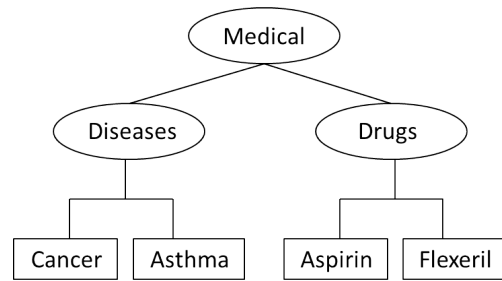 Medical
Diseases
Drugs
Cancer
Asthma
Aspirin
Flexeril